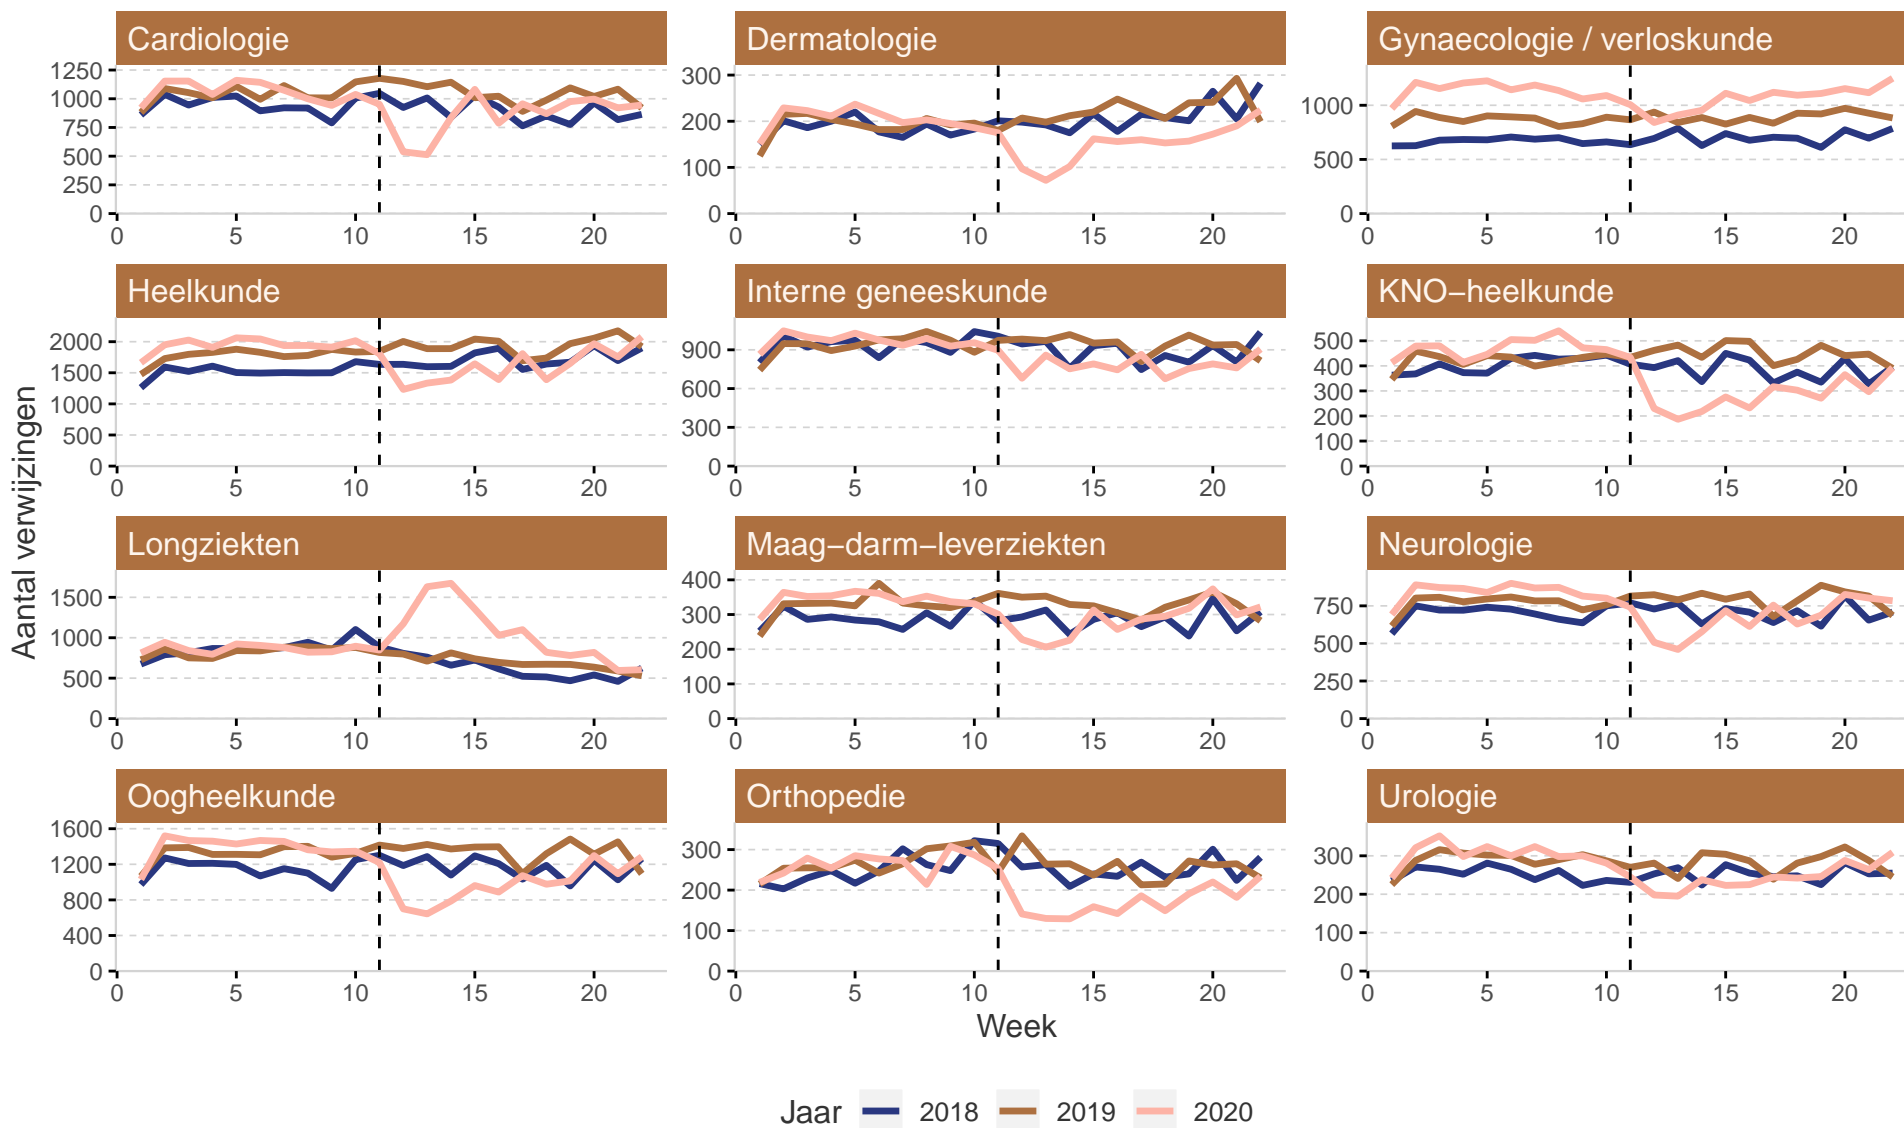 Cardiologie
Dermatologie
Gynaecologie / verloskunde
1250
1000
750
500
250
0
0 5 10 15 20
300
200
100
0
0 5 10 15 20
1000
500
0
0 5 10 15 20
Heelkunde
Interne geneeskunde
KNO−heelkunde
2000
1500
1000
500
0
0 5 10 15 20
900
600
300
0
0 5 10 15 20
500
400
300
200
100
0
0 5 10 15 20
Aantal verwijzingen
Longziekten
Maag−darm−leverziekten
Neurologie
1500
1000
500
0
0 5 10 15 20
400
300
200
100
0
0 5 10 15 20
750
500
250
0
0 5 10 15 20
Oogheelkunde
Orthopedie
Urologie
1600
1200
800
400
0
0 5 10 15 20
300
200
100
0
0 5 10 15 20
300
200
100
0
0 5 10 15 20
Week
Jaar 2018 2019 2020